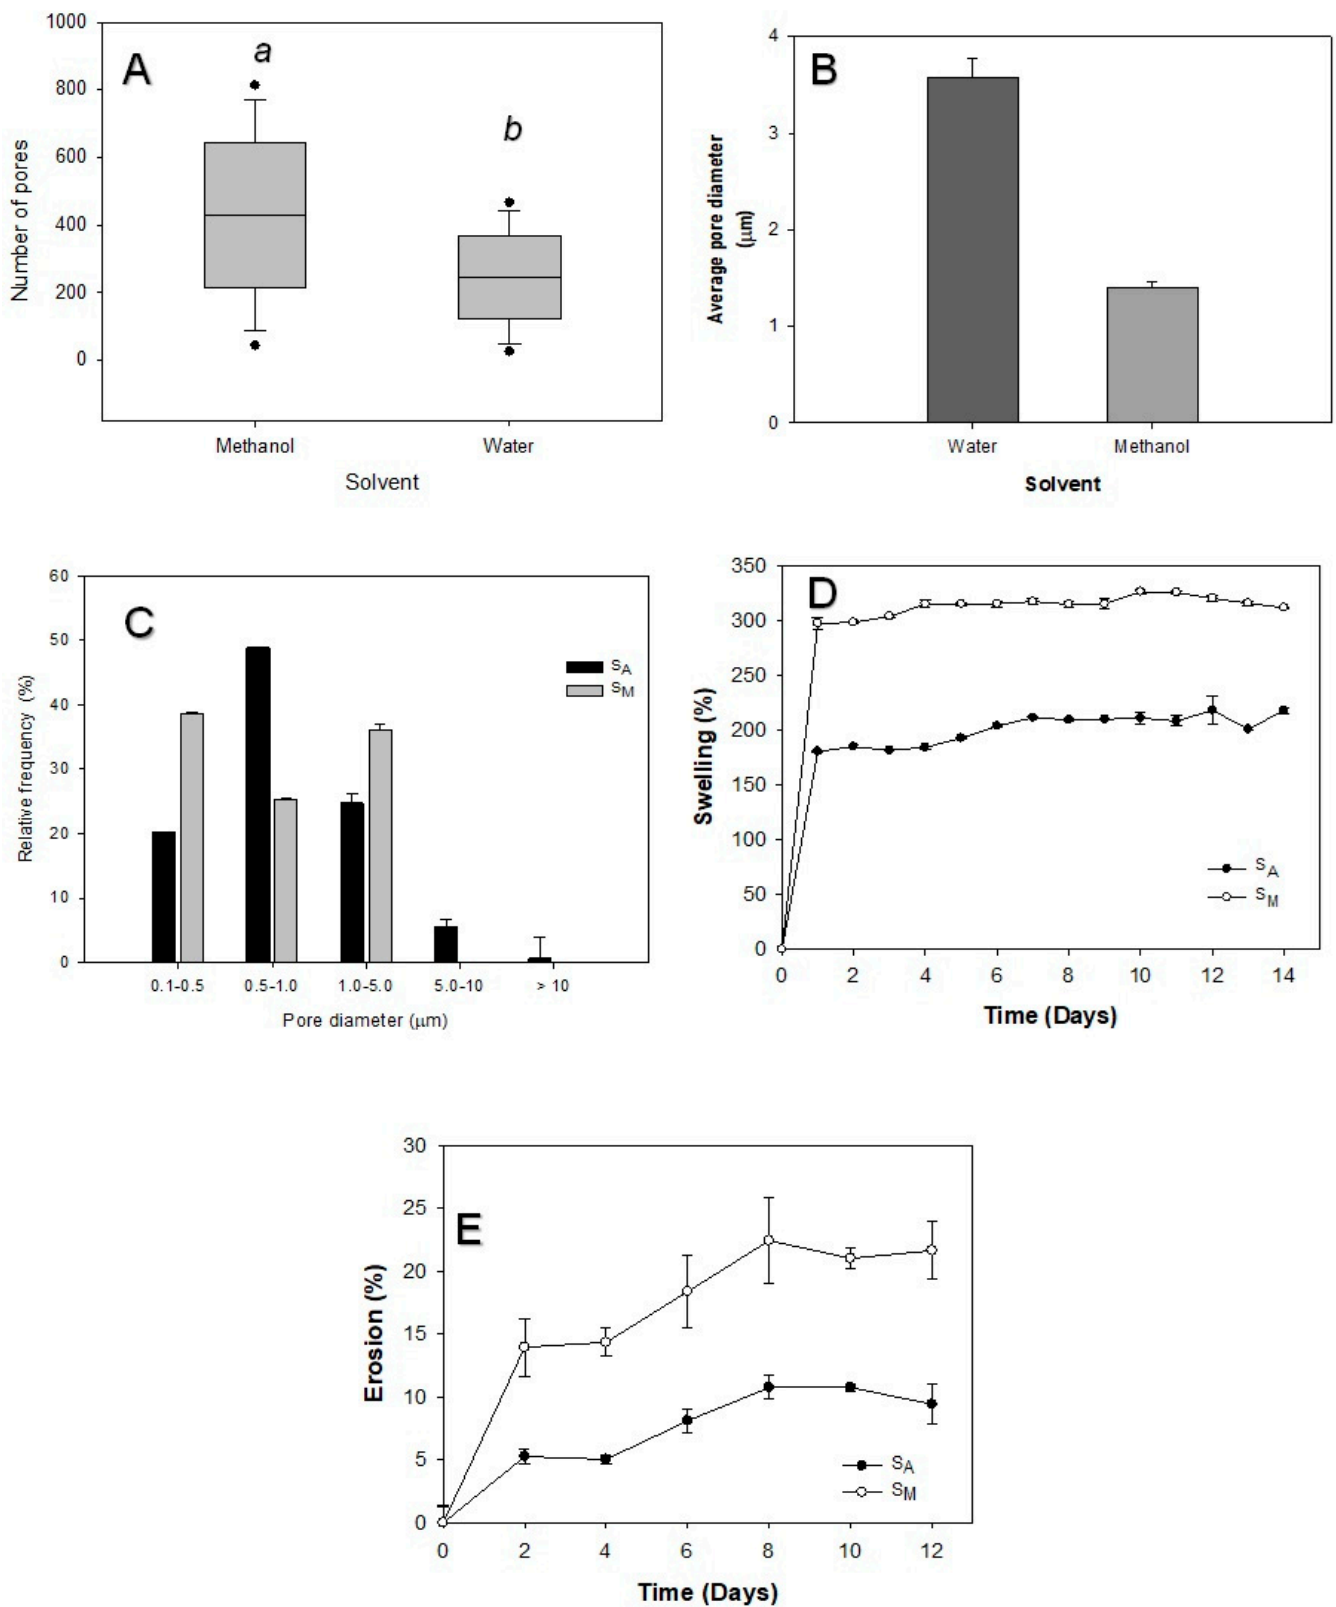 A
a
b
1000
800
600
400
200
0
Number of pores
Methanol
Water
Solvent
B
4
3
2
1
0
Average pore diameter
(μm)
Water
Methanol
Solvent
C
60
50
40
30
20
10
0
Relative frequency (%)
SA
SM
0.1-0.5
0.5-1.0
1.0-5.0
5.0-10
> 10
Pore diameter (μm)
D
350
300
250
200
150
100
50
0
Swelling (%)
SA
SM
0
2
4
6
8
10
12
14
Time (Days)
E
30
25
20
15
10
5
0
Erosion (%)
SA
SM
0
2
4
6
8
10
12
Time (Days)